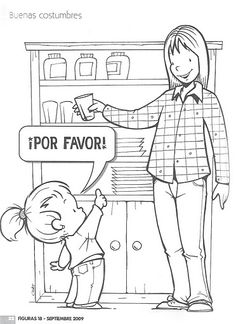 Buenas costumbres
¡POR FAVOR!
FIGURAS 18 - SEPTIEMBRE 2009